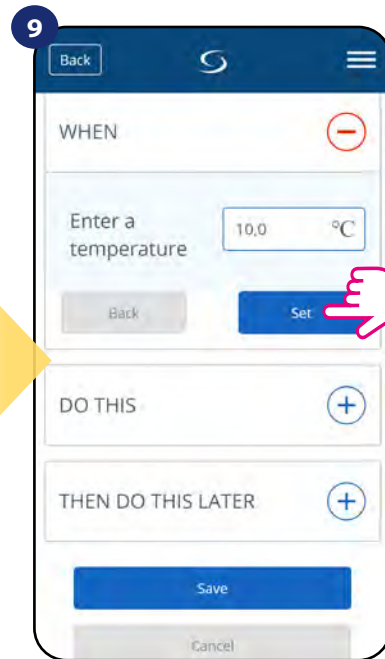 9
Back
WHEN
Enter a
temperature
10,0 °C
Back
Set
DO THIS
THEN DO THIS LATER
Save
Cancel